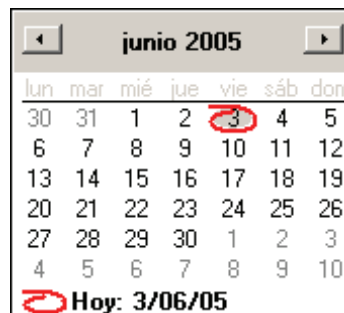 junio 2005
lun mar mié jue vie sáb dom
30 31 1 2 3 4 5
6 7 8 9 10 11 12
13 14 15 16 17 18 19
20 21 22 23 24 25 26
27 28 29 30 1 2 3
4 5 6 7 8 9 10
Hoy: 3/06/05